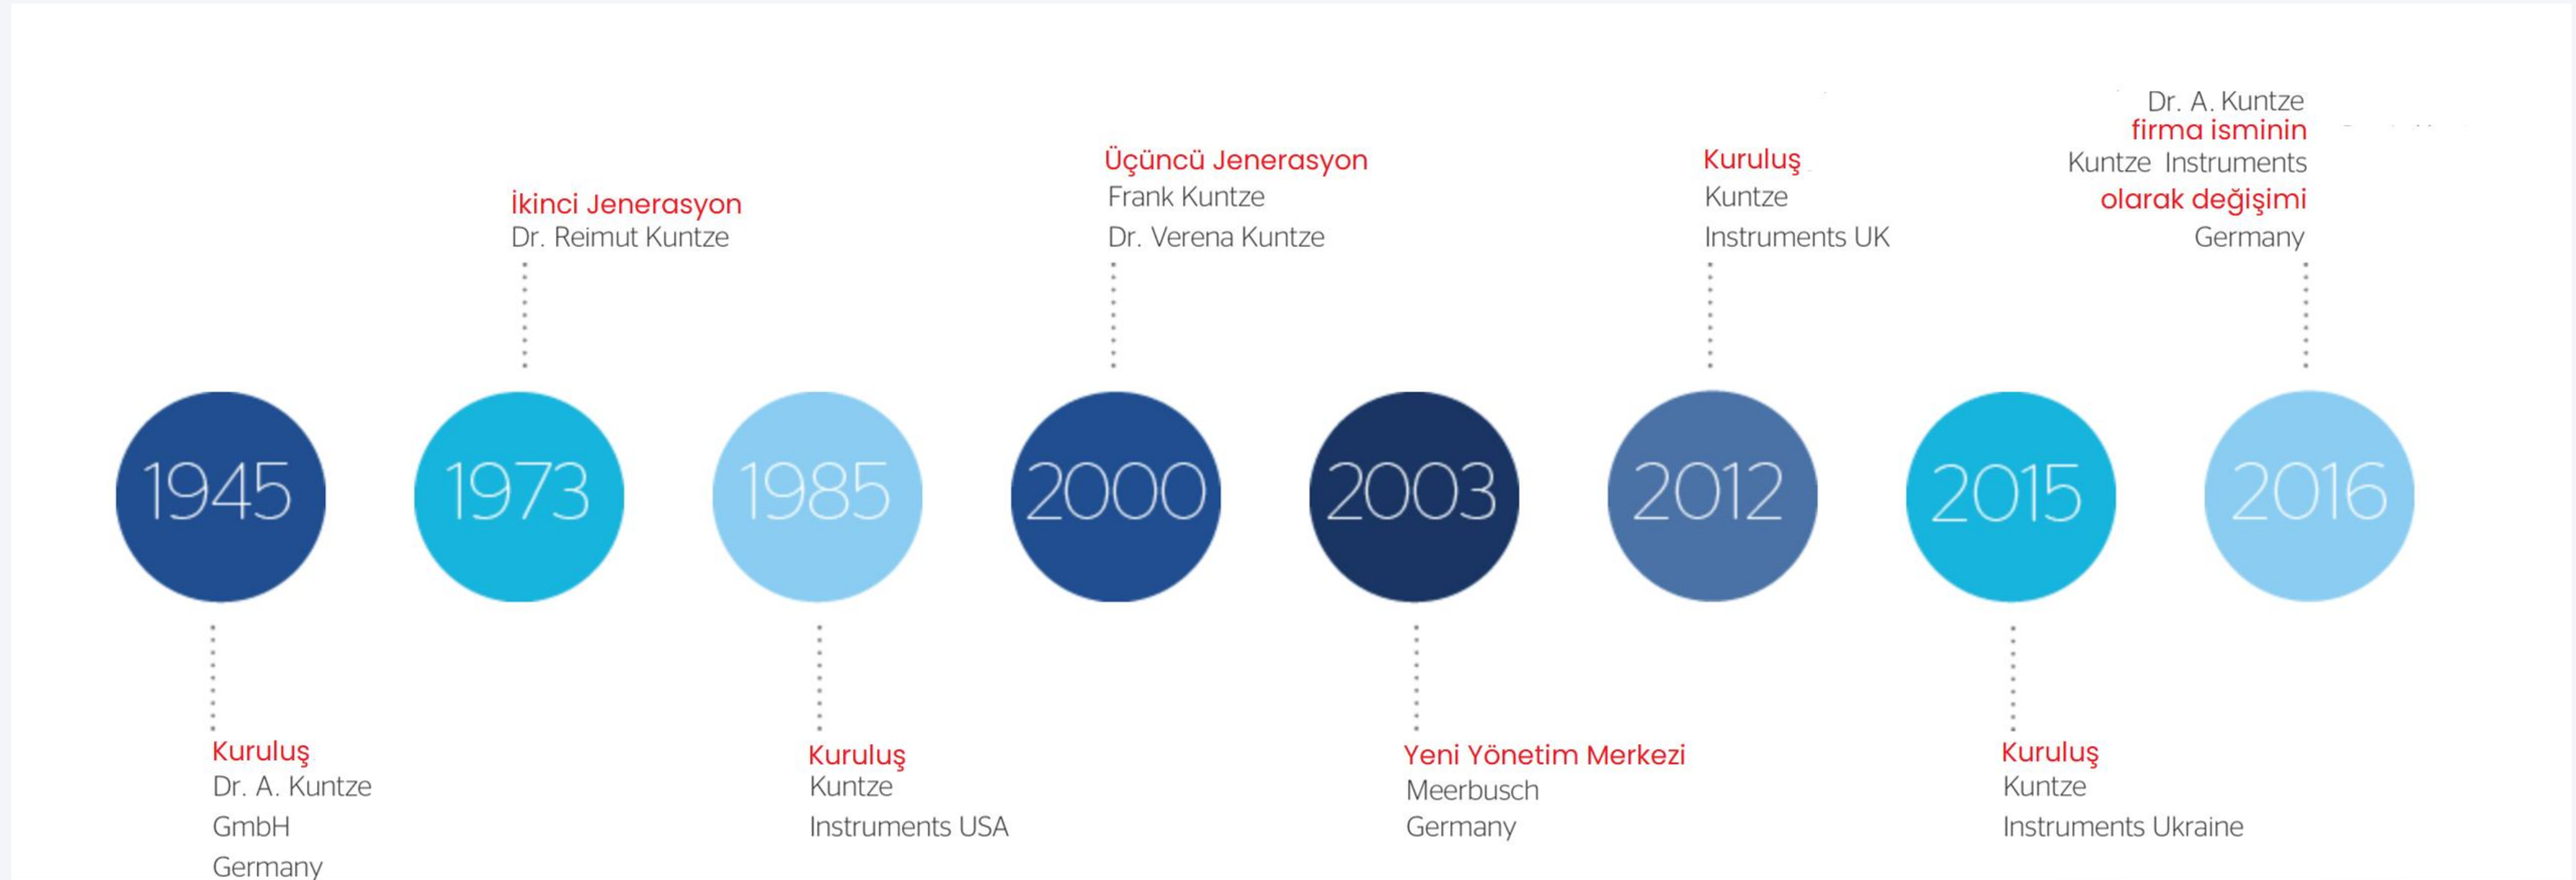 Dr. A. Kuntze
firma isminin
Kuntze Instruments
olarak değişimi
Germany
Üçüncü Jenerasyon
Frank Kuntze
Dr. Verena Kuntze
Kuruluş
Kuntze
Instruments UK
İkinci Jenerasyon
Dr. Reimut Kuntze
1945
1973
1985
2000
2003
2012
2015
2016
Kuruluş
Dr. A. Kuntze
GmbH
Germany
Kuruluş
Kuntze
Instruments USA
Yeni Yönetim Merkezi
Meerbusch
Germany
Kuruluş
Kuntze
Instruments Ukraine